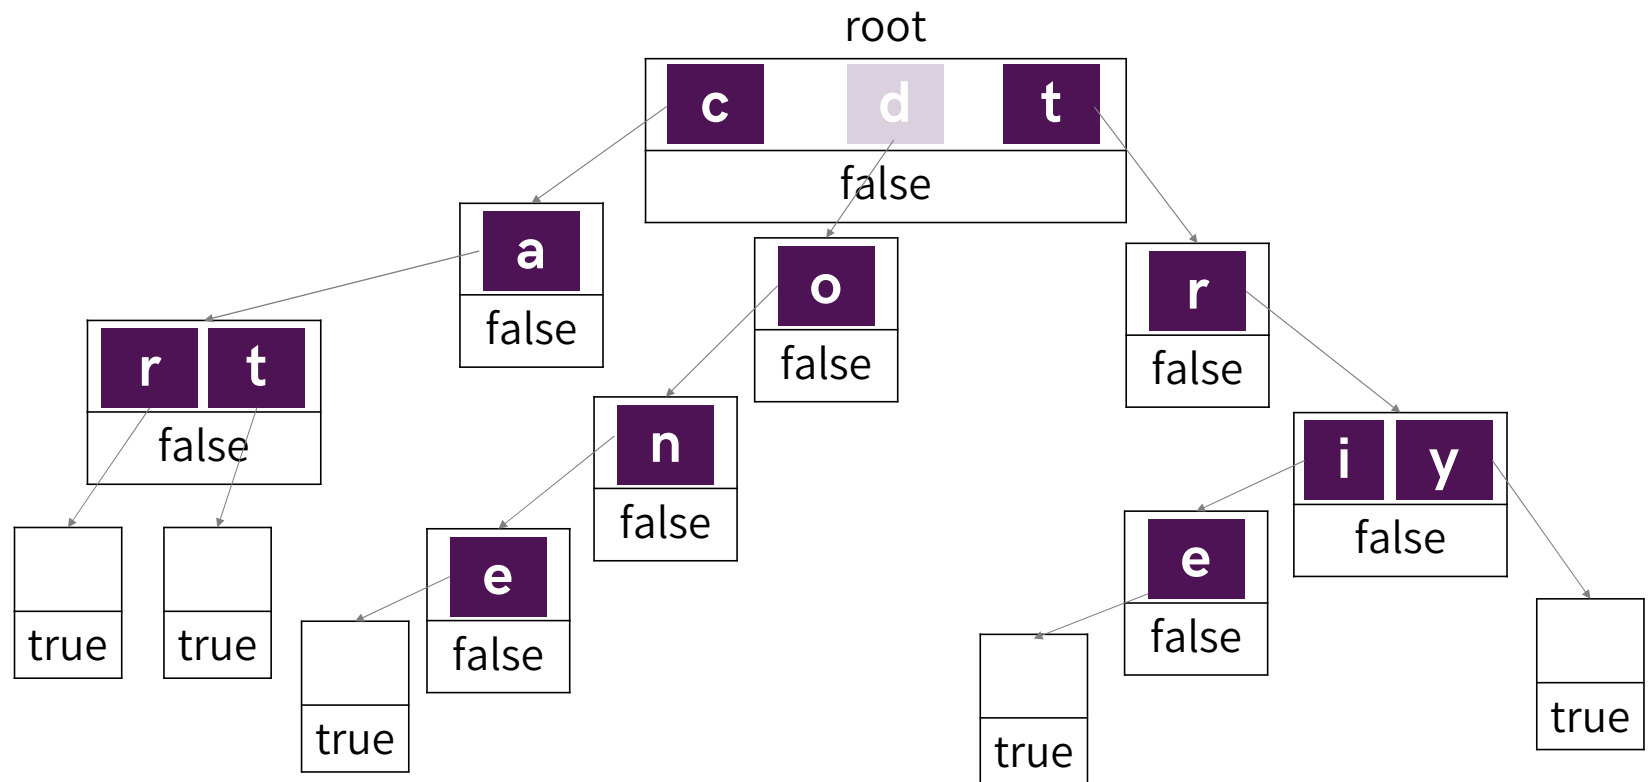 root
c d t
false
a
false
o
false
r
false
r t
false
n
false
i y
false
e
false
e
false
true
true
true
true
true